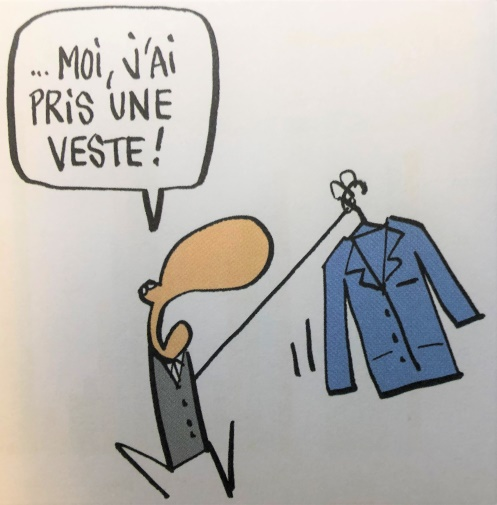 ... MOI, J'AI
PRIS UNE
VESTE !